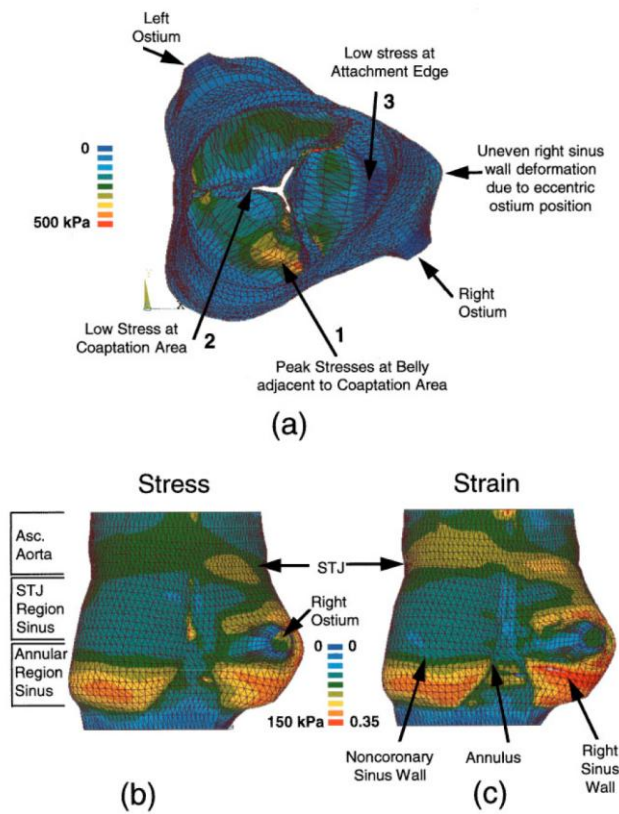 Left
Ostium
Low stress at
Attachment Edge
3
0
500 kPa
Uneven right sinus
wall deformation
due to eccentric
ostium position
Right
Ostium
Low Stress at
Coaptation Area
2
1
Peak Stresses at Belly
adjacent to Coaptation Area
(a)
Stress
Strain
Asc.
Aorta
STJ
STJ
Region
Sinus
Right
Ostium
Annular
Region
Sinus
0 0
150 kPa 0.35
Noncoronary
Sinus Wall
Annulus
Right
Sinus
Wall
(b)
(c)